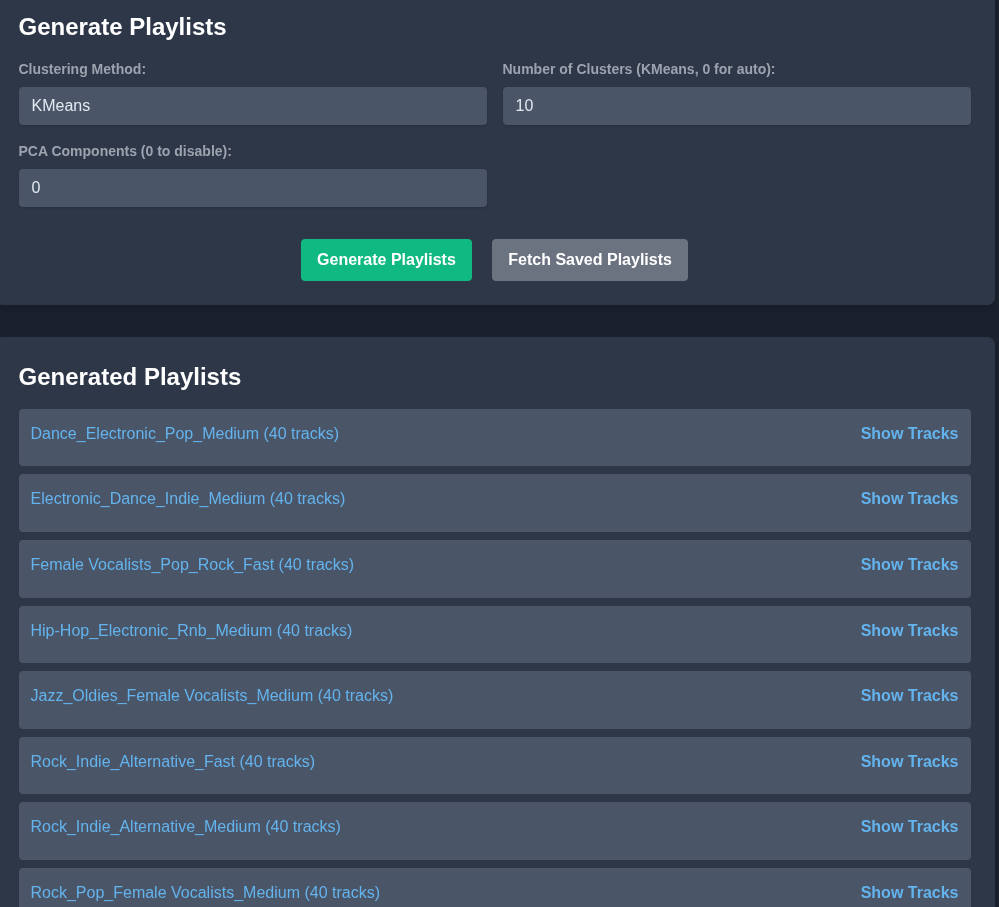 Generate Playlists
Clustering Method:
Number of Clusters (KMeans, 0 for auto):
KMeans
10
PCA Components (0 to disable):
0
Generate Playlists
Fetch Saved Playlists
Generated Playlists
Dance_Electronic_Pop_Medium (40 tracks) Show Tracks
Electronic_Dance_Indie_Medium (40 tracks) Show Tracks
Female Vocalists_Pop_Rock_Fast (40 tracks) Show Tracks
Hip-Hop_Electronic_Rnb_Medium (40 tracks) Show Tracks
Jazz_Oldies_Female Vocalists_Medium (40 tracks) Show Tracks
Rock_Indie_Alternative_Fast (40 tracks) Show Tracks
Rock_Indie_Alternative_Medium (40 tracks) Show Tracks
Rock_Pop_Female Vocalists_Medium (40 tracks) Show Tracks